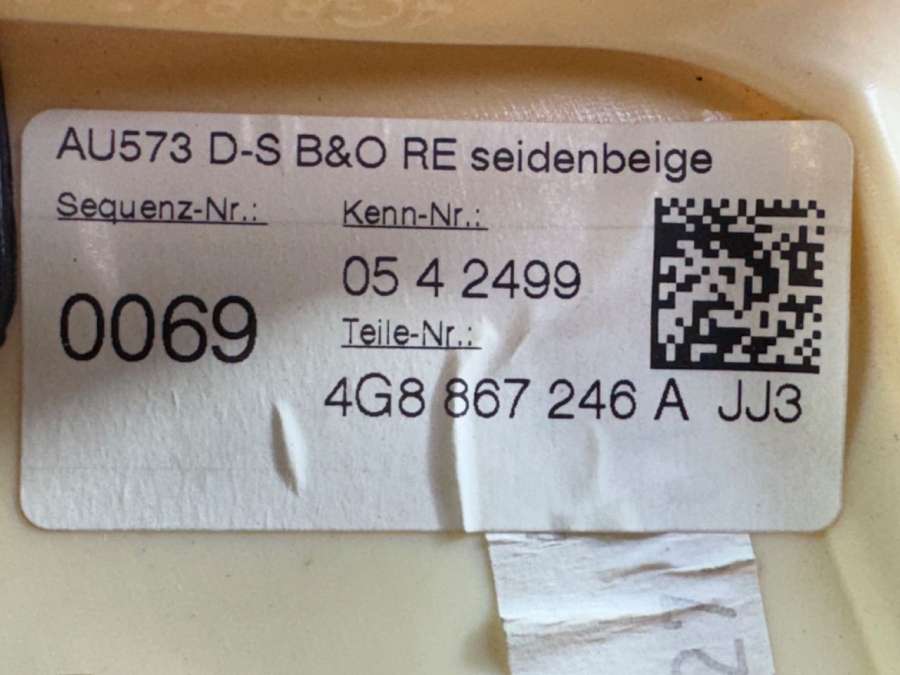 AU573 D-S B&O RE seidenbeige
Sequenz-Nr.:
Kenn-Nr.:
05 4 2499
0069
Teile-Nr.:
4G8 867 246 A JJ3